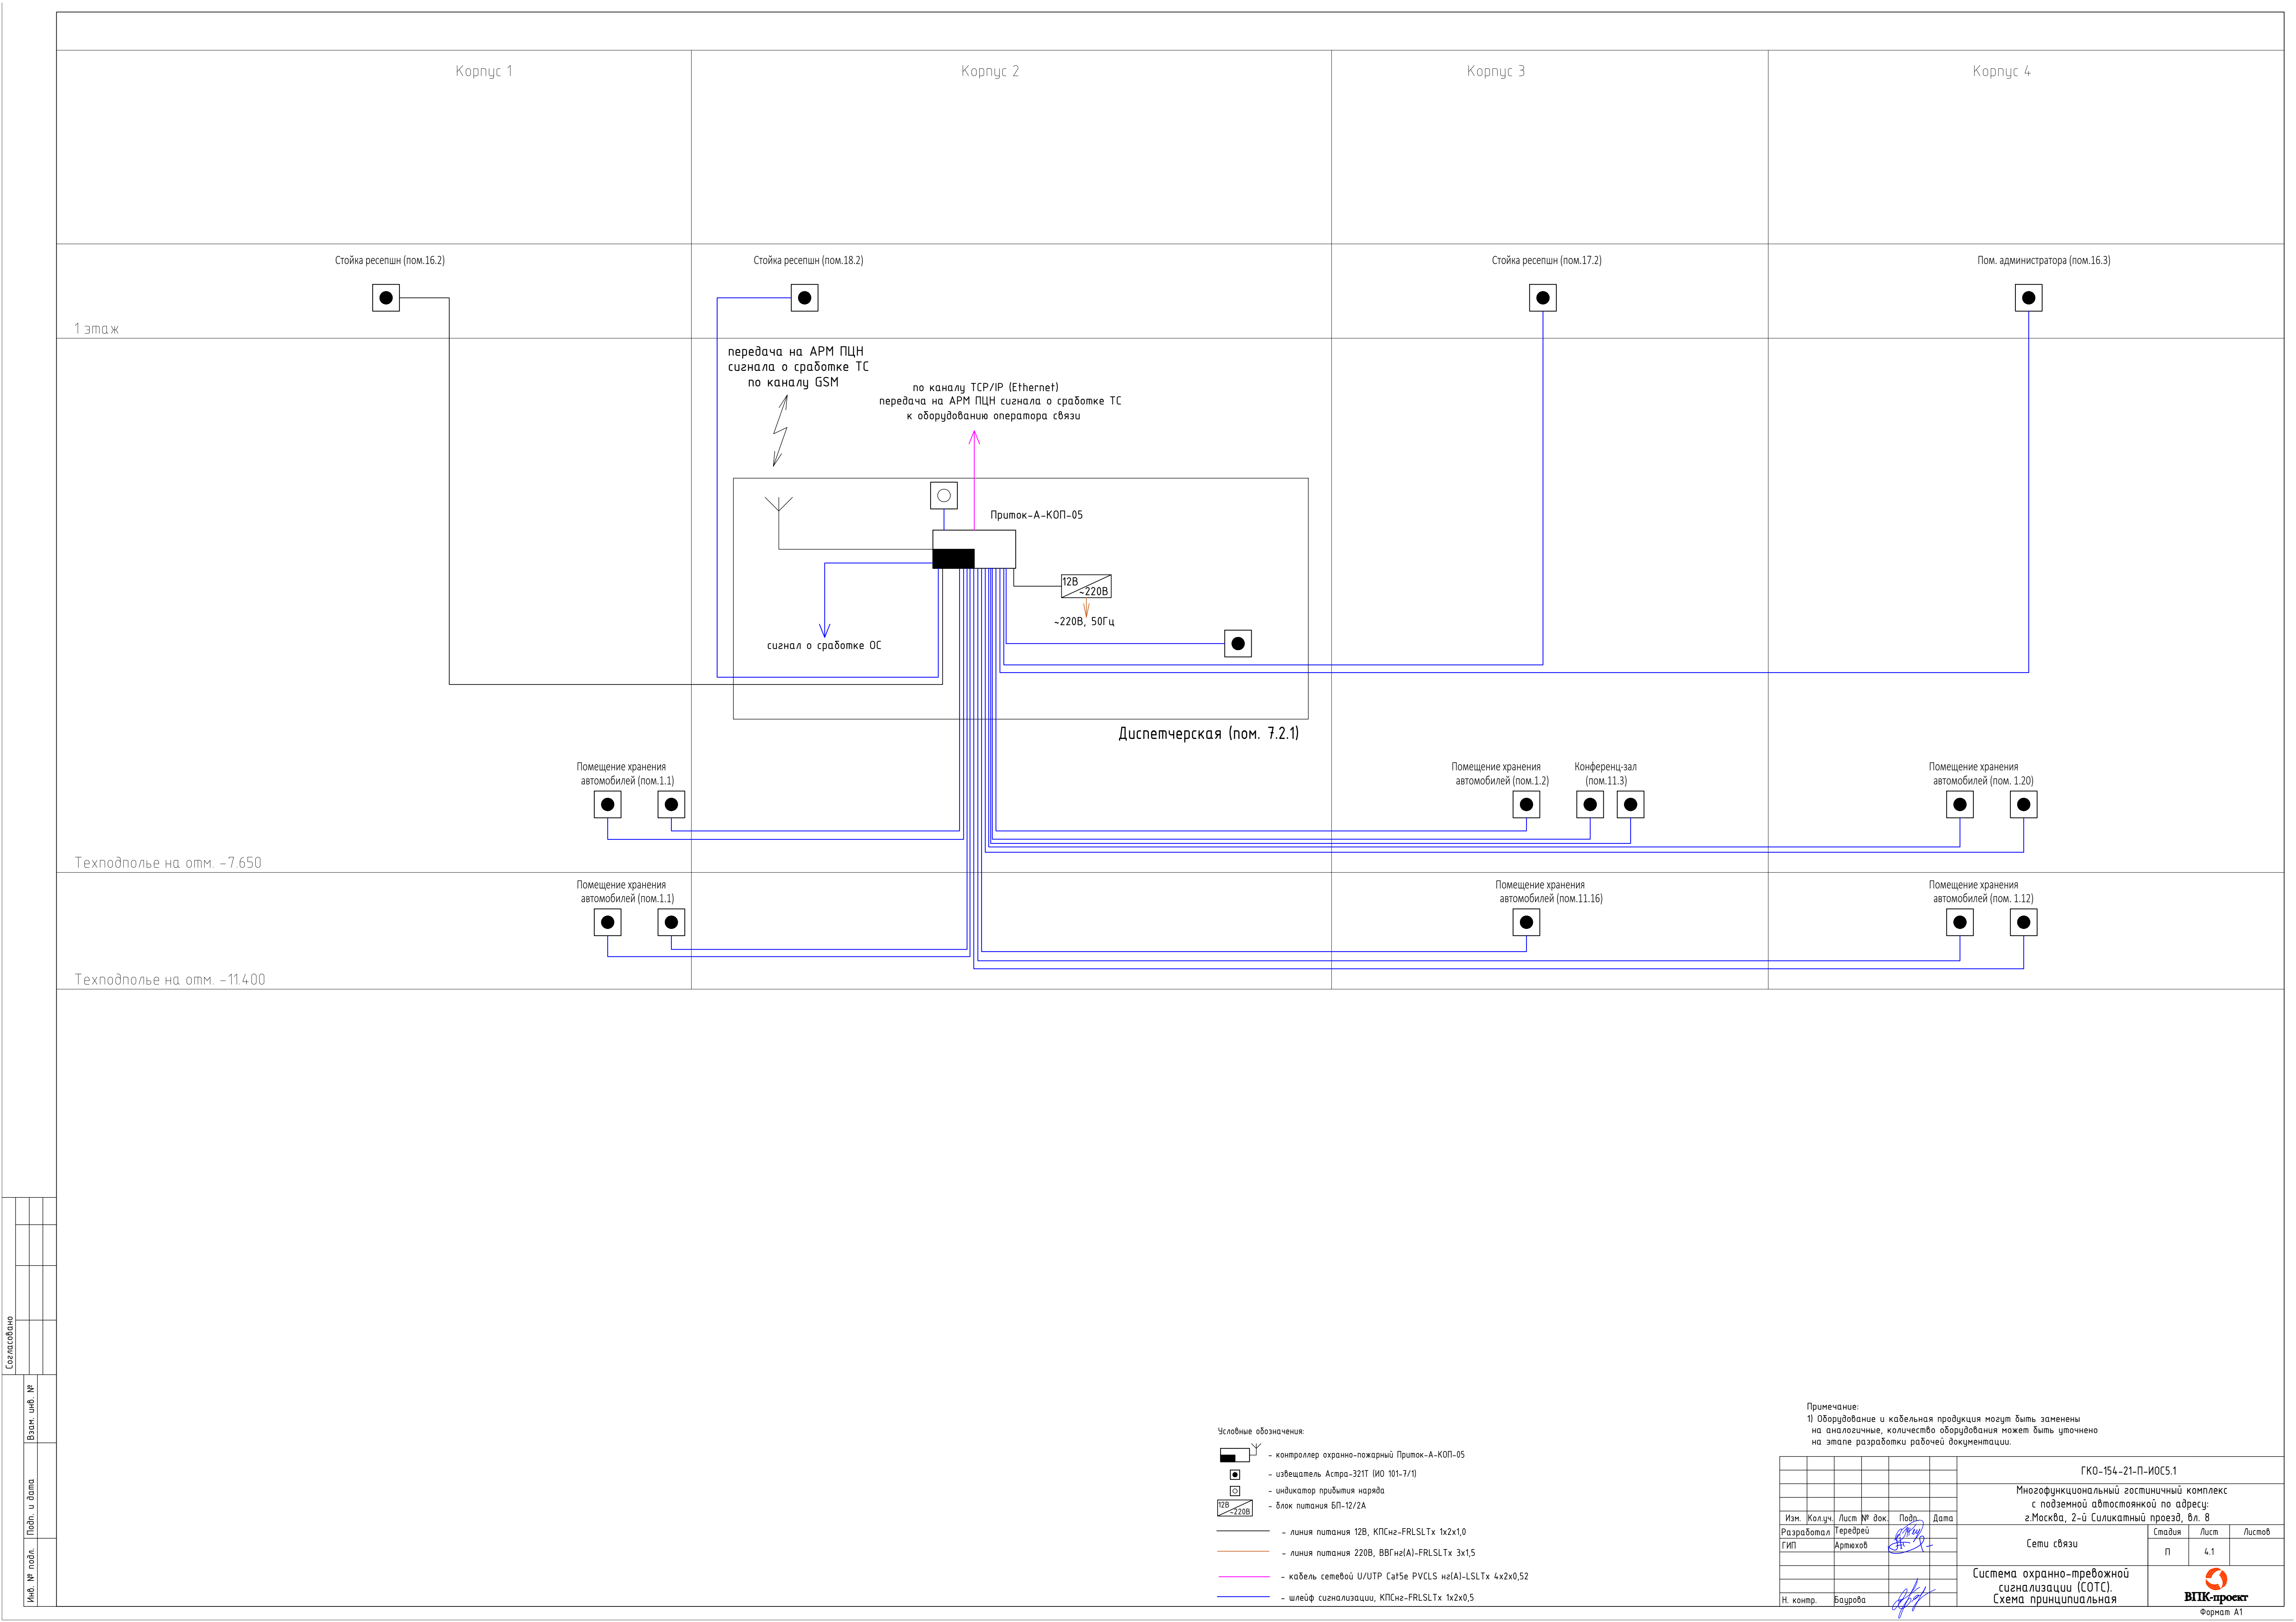 Корпус 1
Корпус 2
Корпус 3
Корпус 4
Стойка ресепшн (пом.16.2)
Стойка ресепшн (пом.18.2)
Стойка ресепшн (пом.17.2)
Пом. администратора (пом.16.3)
1 этаж
передача на АРМ ПЦН
сигнала о сработке ТС
по каналу GSM
по каналу TCP/IP (Ethernet)
передача на АРМ ПЦН сигнала о сработке ТС
к оборудованию оператора связи
Приток-А-КОП-05
12В
~220В
~220В, 50Гц
сигнал о сработке ОС
Диспетчерская (пом. 7.2.1)
Помещение хранения
автомобилей (пом.1.1)
Помещение хранения
автомобилей (пом.1.2)
Конференц-зал
(пом.11.3)
Помещение хранения
автомобилей (пом. 1.20)
Техподполье на отм. -7.650
Помещение хранения
автомобилей (пом.1.1)
Помещение хранения
автомобилей (пом.11.16)
Помещение хранения
автомобилей (пом. 1.12)
Техподполье на отм. -11.400
Согласовано
Взам. инв. №
Подп. и дата
Инв. № подл.
Условные обозначения:
- контроллер охранно-пожарный Приток-А-КОП-05
- извещатель Астра-321Т (ИО 101-7/1)
- индикатор прибытия наряда
12В
~220В
- блок питания БП-12/2А
- линия питания 12В, КПСнг-FRLSLTx 1x2x1,0
- линия питания 220В, ВВГнг(А)-FRLSLTx 3x1,5
- кабель сетевой U/UTP Cat5e PVCLS нг(А)-LSLTx 4x2x0,52
- шлейф сигнализации, КПСнг-FRLSLTx 1x2x0,5
Примечание:
1) Оборудование и кабельная продукция могут быть заменены
на аналогичные, количество оборудования может быть уточнено
на этапе разработки рабочей документации.
ГКО-154-21-П-ИОС5.1
Многофункциональный гостиничный комплекс
с подземной автостоянкой по адресу:
г.Москва, 2-й Силикатный проезд, вл. 8
Изм. Кол.уч. Лист № док. Подп. Дата
Разработал Тередрей
ГИП Артюхов
Н. контр. Баурова
Сети связи
Стадия Лист Листов
П 4.1
Система охранно-тревожной
сигнализации (СОТС).
Схема принципиальная
ВПК-проект
Формат А1